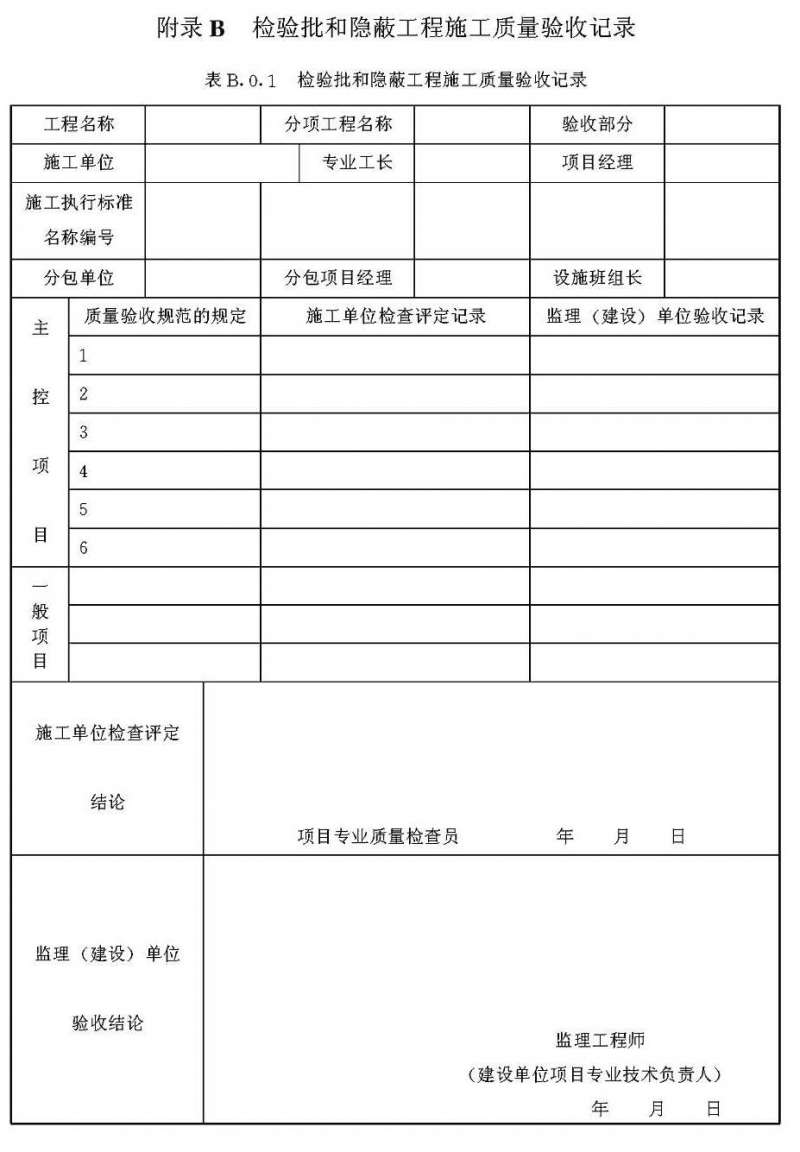 附录 B 检验批和隐蔽工程施工质量验收记录
表 B.0.1 检验批和隐蔽工程施工质量验收记录
工程名称 分项工程名称 验收部分
施工单位 专业工长 项目经理
施工执行标准
名称编号
分包单位 分包项目经理 设施班组长
主控项目 质量验收规范的规定 施工单位检查评定记录 监理（建设）单位验收记录
1
2
3
4
5
6
一般项目
施工单位检查评定
结论
项目专业质量检查员 年 月 日
监理（建设）单位
验收结论
监理工程师
（建设单位项目专业技术负责人）
年 月 日